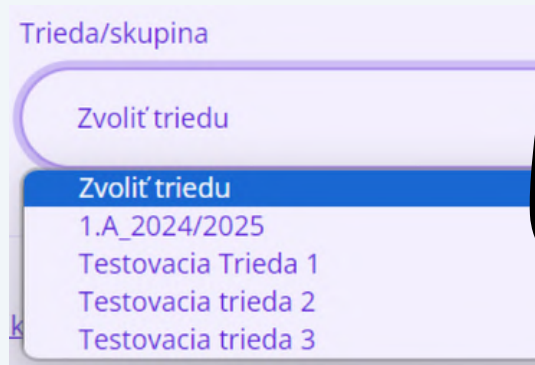 Trieda/skupina
Zvoliť triedu
Zvoliť triedu
1.A_2024/2025
Testovacia Trieda 1
Testovacia trieda 2
Testovacia trieda 3
k